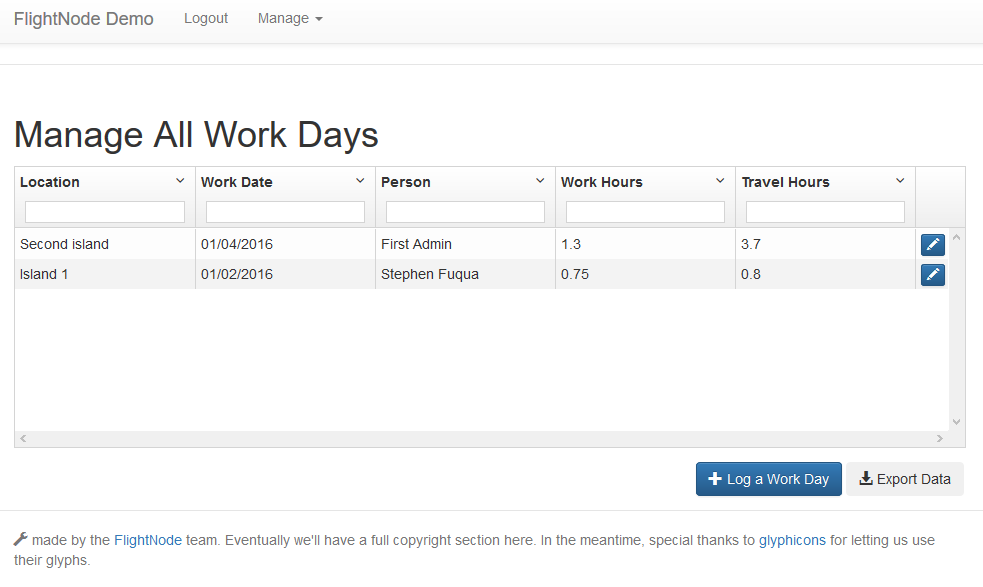 FlightNode Demo Logout Manage
Manage All Work Days
Location Work Date Person Work Hours Travel Hours
Second island 01/04/2016 First Admin 1.3 3.7
Island 1 01/02/2016 Stephen Fuqua 0.75 0.8
Log a Work Day Export Data
made by the FlightNode team. Eventually we'll have a full copyright section here. In the meantime, special thanks to glyphicons for letting us use
their glyphs.